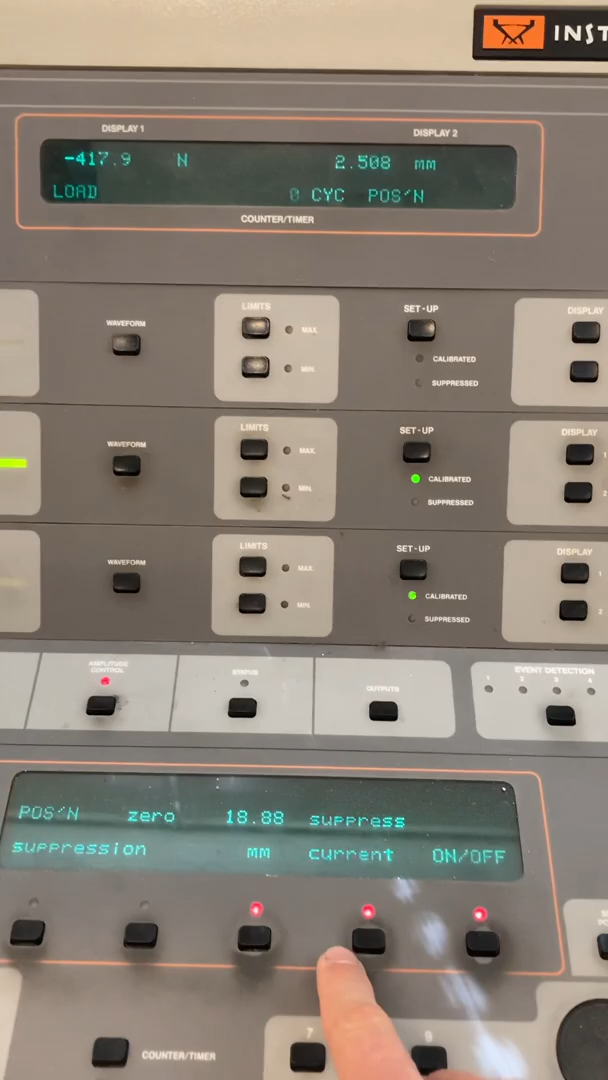 INST
DISPLAY 1
DISPLAY 2
-417.9 N 2.508 mm
LOAD 0 CYC POS'N
COUNTER/TIMER
WAVEFORM
LIMITS
MAX.
MIN.
SET-UP
CALIBRATED
SUPPRESSED
DISPLAY
WAVEFORM
LIMITS
MAX.
MIN.
SET-UP
CALIBRATED
SUPPRESSED
DISPLAY
1
2
WAVEFORM
LIMITS
MAX.
MIN.
SET-UP
CALIBRATED
SUPPRESSED
DISPLAY
1
2
AMPLITUDE
CONTROL
STATUS
OUTPUTS
EVENT DETECTION
1 2 3 4
POS'N zero 18.88 suppress
suppression mm current ON/OFF
COUNTER/TIMER
7
9